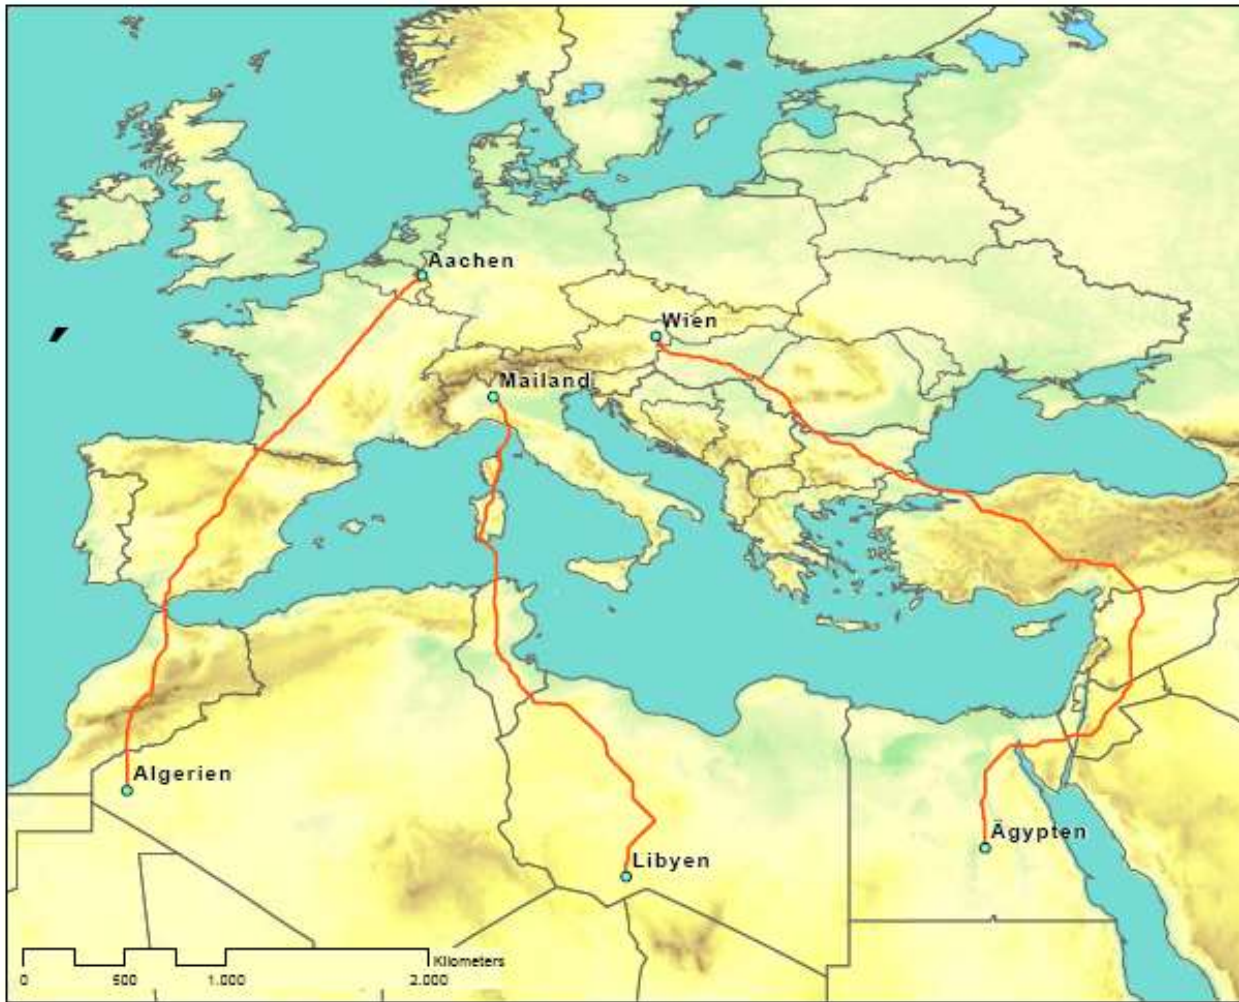 Aachen
Wien
Mailand
Algerien
Ägypten
Libyen
Kilometers
0 500 1.000 2.000